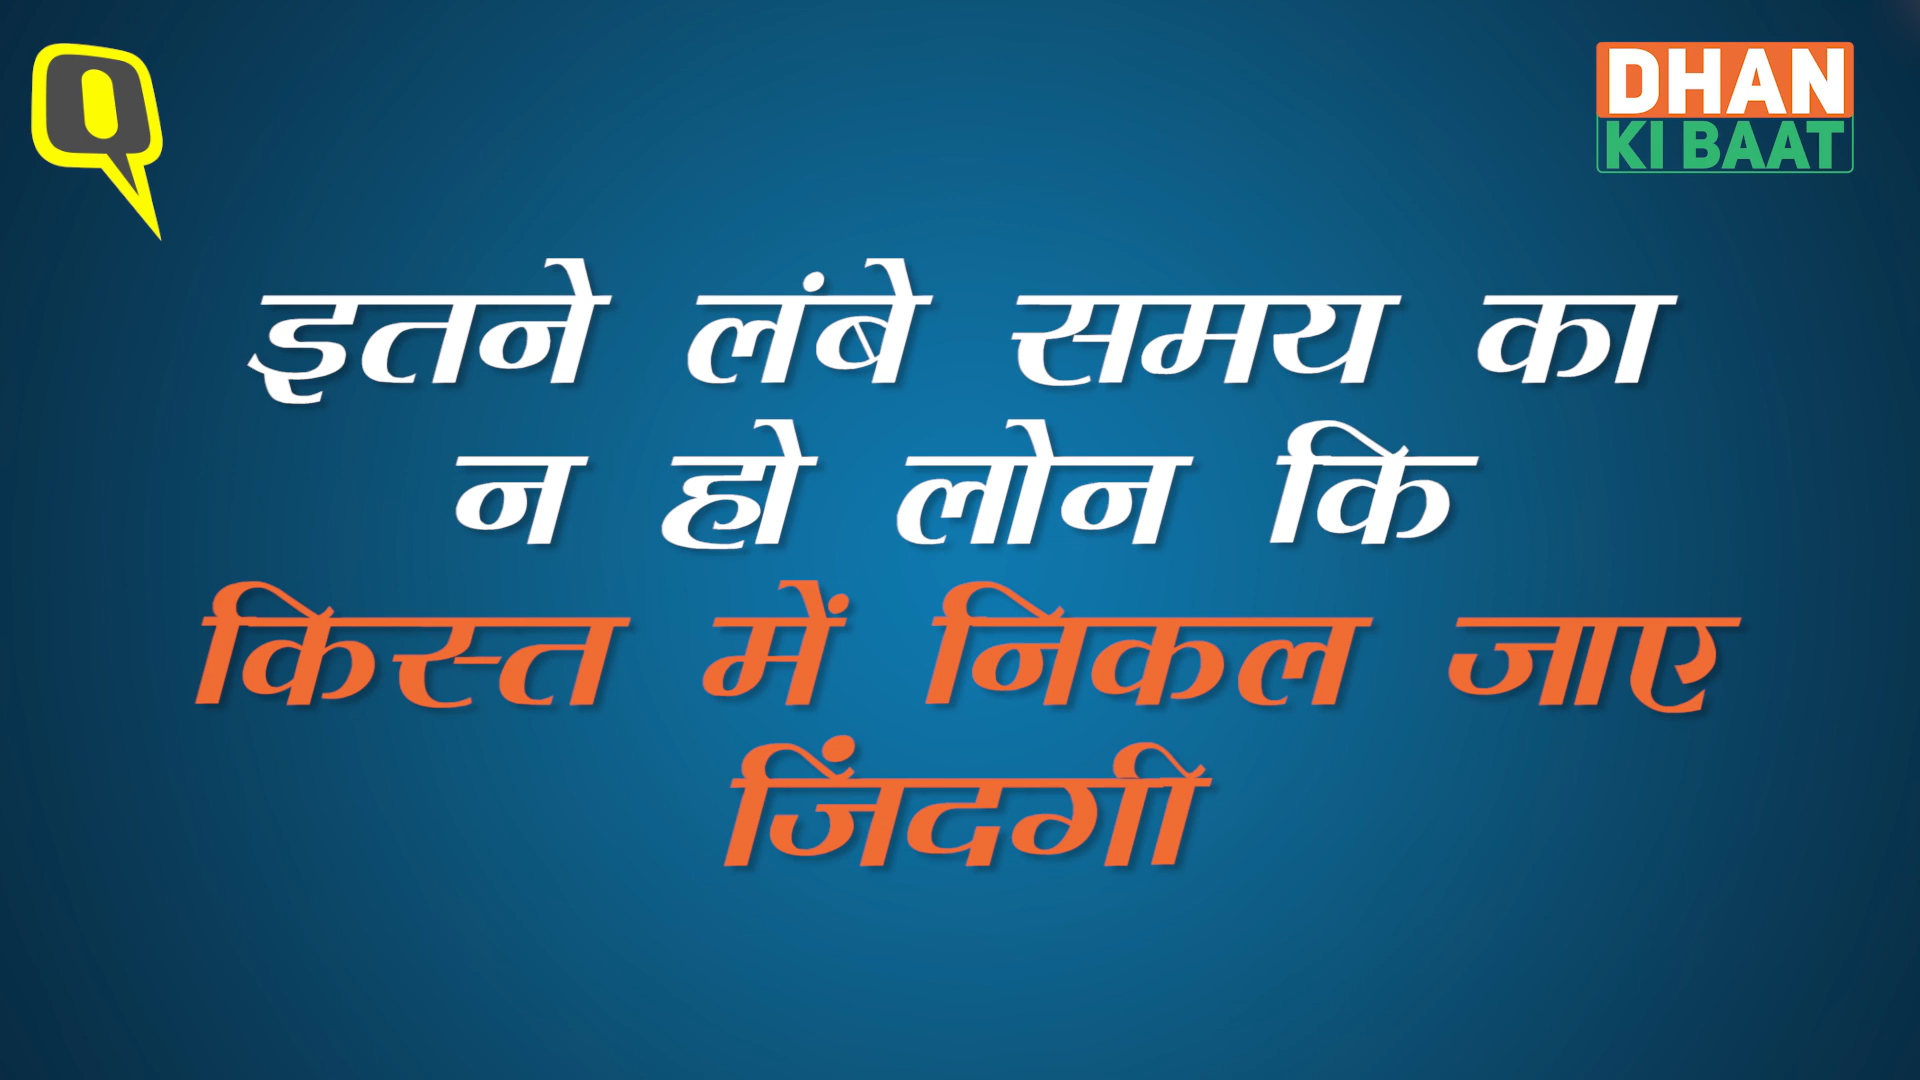 DHAN
KI BAAT
इतने लंबे समय का
न हो लोन कि
किस्त में निकल जाए
जिंदगी